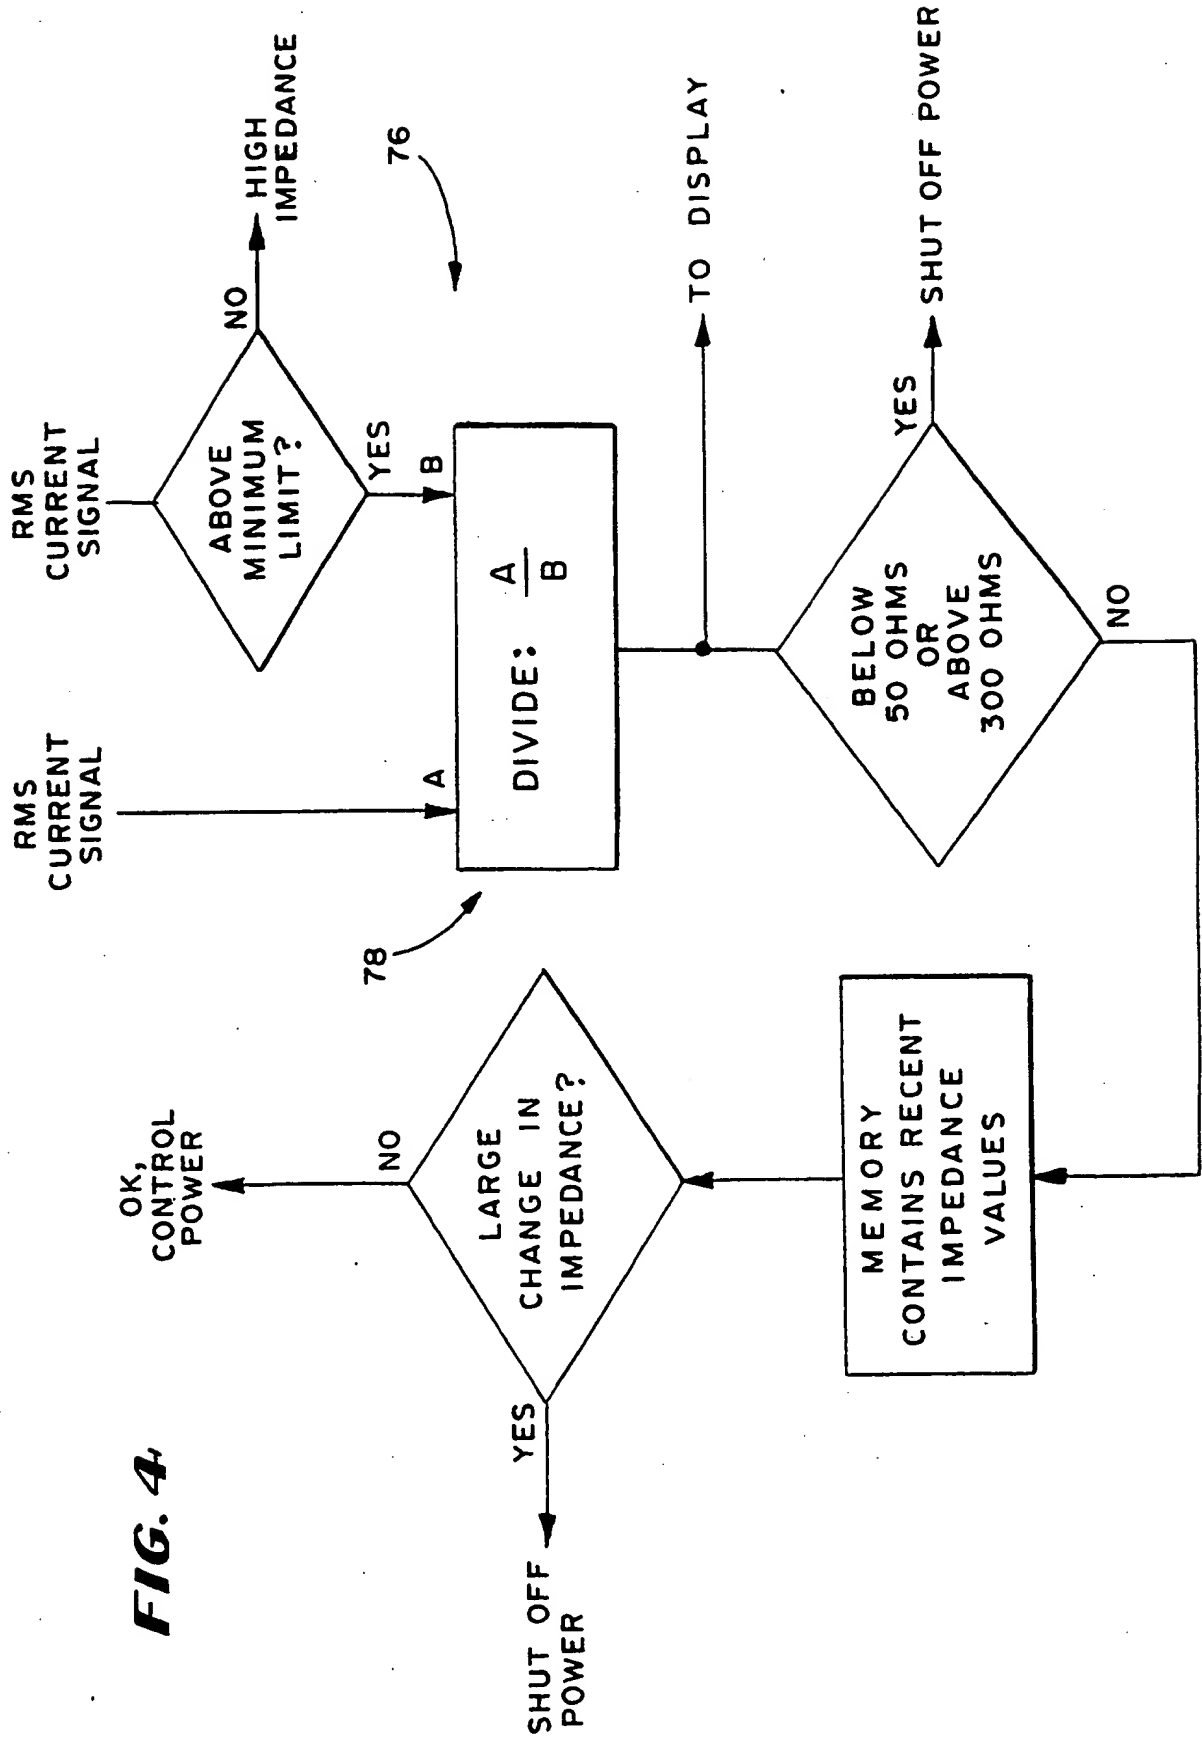 FIG. 4
RMS
CURRENT
SIGNAL
RMS
CURRENT
SIGNAL
ABOVE
MINIMUM
LIMIT?
NO
HIGH
IMPEDANCE
YES
A
B
76
78
DIVIDE: A
B
TO DISPLAY
BELOW
50 OHMS
OR
ABOVE
300 OHMS
YES
SHUT OFF POWER
NO
MEMORY
CONTAINS RECENT
IMPEDANCE
VALUES
LARGE
CHANGE IN
IMPEDANCE?
NO
OK,
CONTROL
POWER
YES
SHUT OFF
POWER